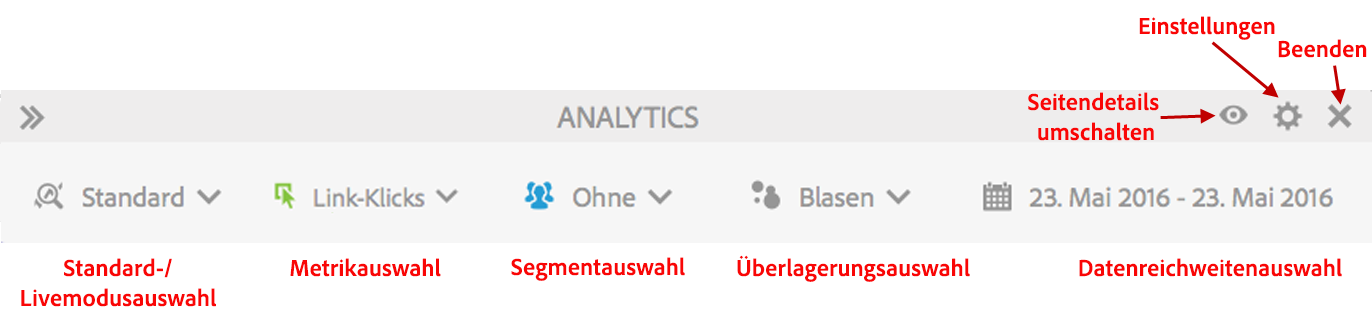 Einstellungen
Beenden
ANALYTICS
Seitendetails
umschalten
Standard
Link-Klicks
Ohne
Blasen
23. Mai 2016 - 23. Mai 2016
Standard-/
Livemodusauswahl
Metrikauswahl
Segmentauswahl
Überlagerungsauswahl
Datenreichweitenauswahl